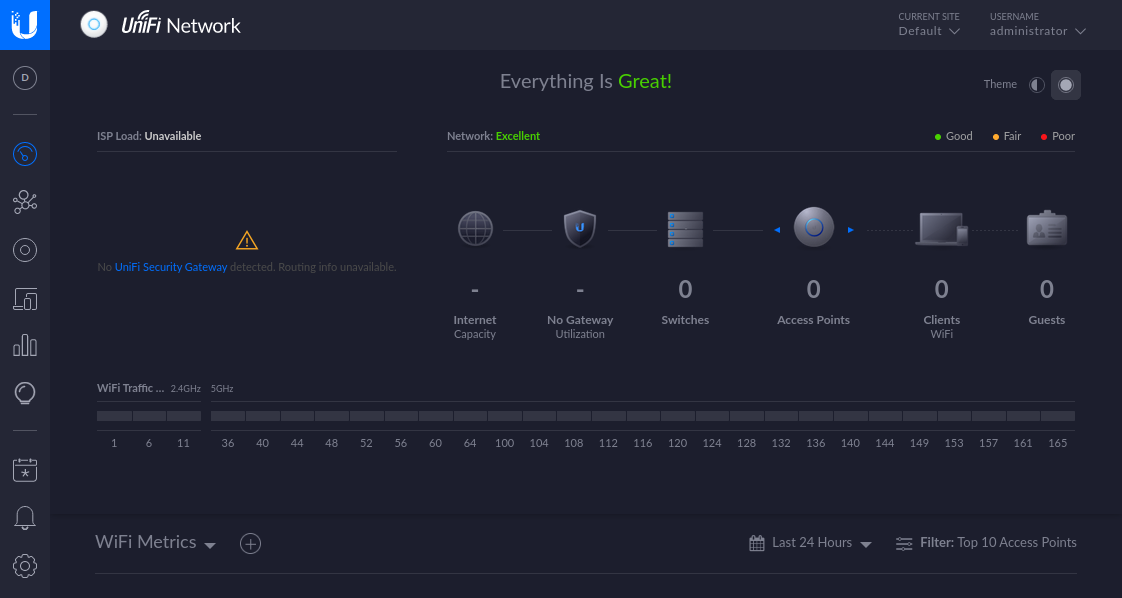 UniFi Network
CURRENT SITE
Default
USERNAME
administrator
D
Everything Is Great!
Theme
ISP Load: Unavailable
Network: Excellent
Good Fair Poor
No UniFi Security Gateway detected. Routing info unavailable.
- - 0 0 0 0
Internet No Gateway Switches Access Points Clients Guests
Capacity Utilization WiFi
WiFi Traffic ... 2.4GHz 5GHz
1 6 11 36 40 44 48 52 56 60 64 100 104 108 112 116 120 124 128 132 136 140 144 149 153 157 161 165
WiFi Metrics
Last 24 Hours
Filter: Top 10 Access Points